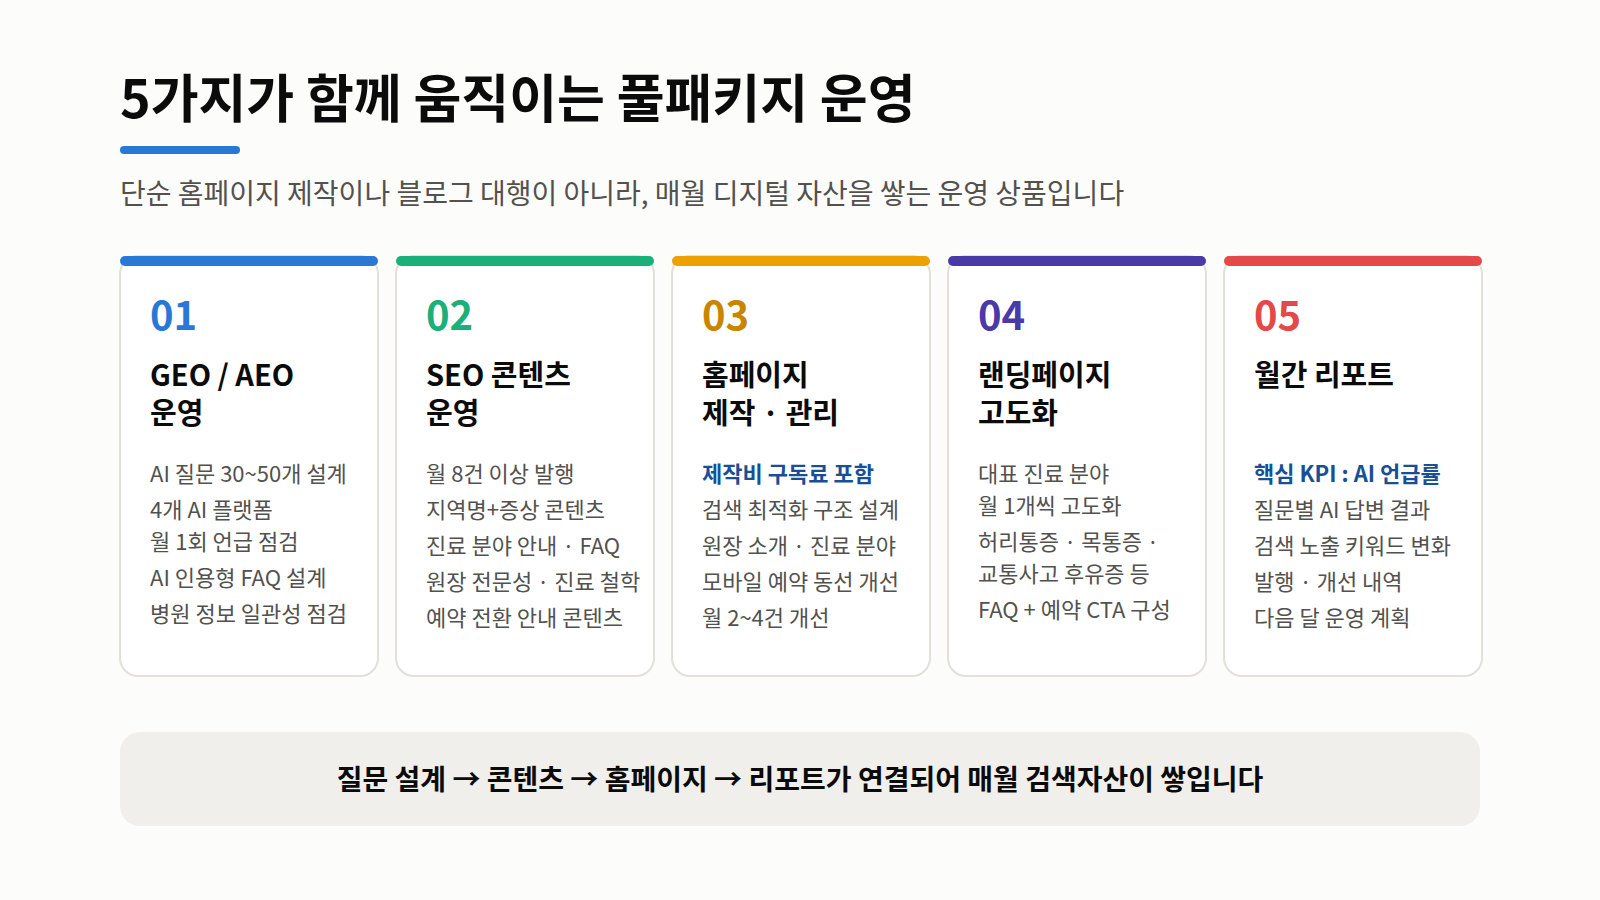 5가지가 함께 움직이는 풀패키지 운영
단순 홈페이지 제작이나 블로그 대행이 아니라, 매월 디지털 자산을 쌓는 운영 상품입니다
01
GEO / AEO
운영
AI 질문 30~50개 설계
4개 AI 플랫폼
월 1회 언급 점검
AI 인용형 FAQ 설계
병원 정보 일관성 점검
02
SEO 콘텐츠
운영
월 8건 이상 발행
지역명+증상 콘텐츠
진료 분야 안내 · FAQ
원장 전문성 · 진료 철학
예약 전환 안내 콘텐츠
03
홈페이지
제작 · 관리
제작비 구독료 포함
검색 최적화 구조 설계
원장 소개 · 진료 분야
모바일 예약 동선 개선
월 2~4건 개선
04
랜딩페이지
고도화
대표 진료 분야
월 1개씩 고도화
허리통증 · 목통증 ·
교통사고 후유증 등
FAQ + 예약 CTA 구성
05
월간 리포트
핵심 KPI : AI 언급률
질문별 AI 답변 결과
검색 노출 키워드 변화
발행 · 개선 내역
다음 달 운영 계획
질문 설계 → 콘텐츠 → 홈페이지 → 리포트가 연결되어 매월 검색자산이 쌓입니다